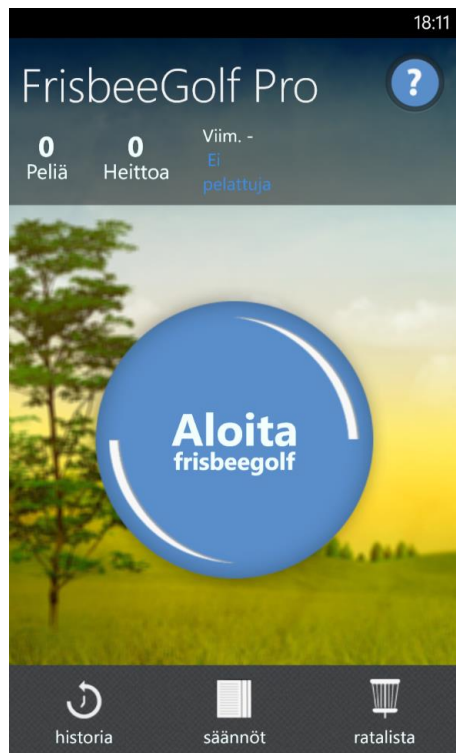 18:11
FrisbeeGolf Pro
?
0
Peliä
0
Heittoa
Viim. -
Ei
pelattuja
Aloita
frisbeegolf
historia
säännöt
ratalista